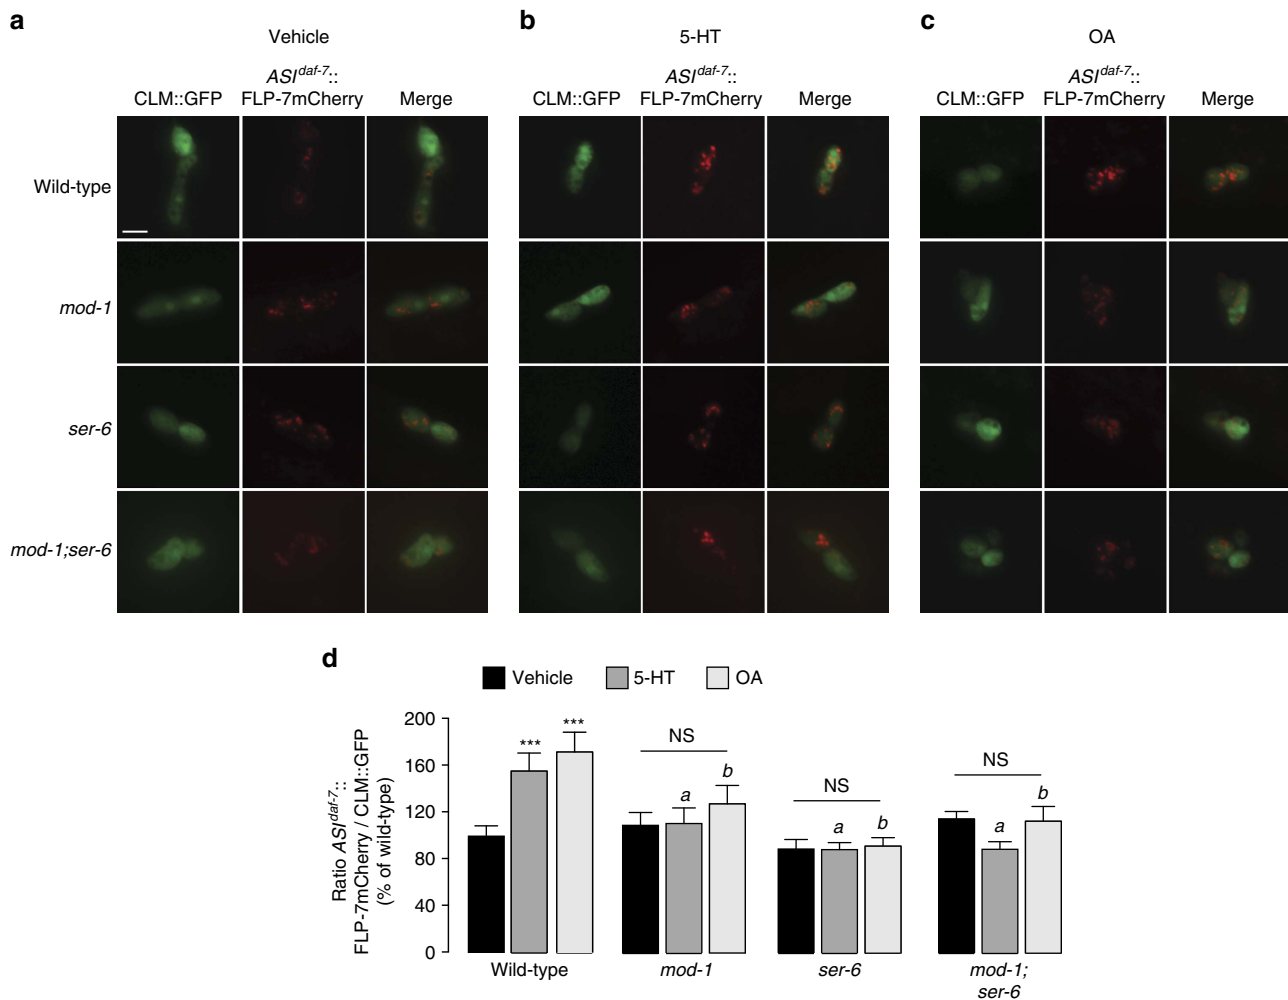 a
b
c
Vehicle
5-HT
OA
CLM::GFP
ASIdaf-7::
FLP-7mCherry
Merge
CLM::GFP
ASIdaf-7::
FLP-7mCherry
Merge
CLM::GFP
ASIdaf-7::
FLP-7mCherry
Merge
Wild-type
mod-1
ser-6
mod-1;ser-6
d
Vehicle
5-HT
OA
Ratio ASIdaf-7::
FLP-7mCherry / CLM::GFP
(% of wild-type)
200
160
120
80
40
0
***
***
NS
a
b
NS
a
b
NS
a
b
Wild-type
mod-1
ser-6
mod-1;
ser-6